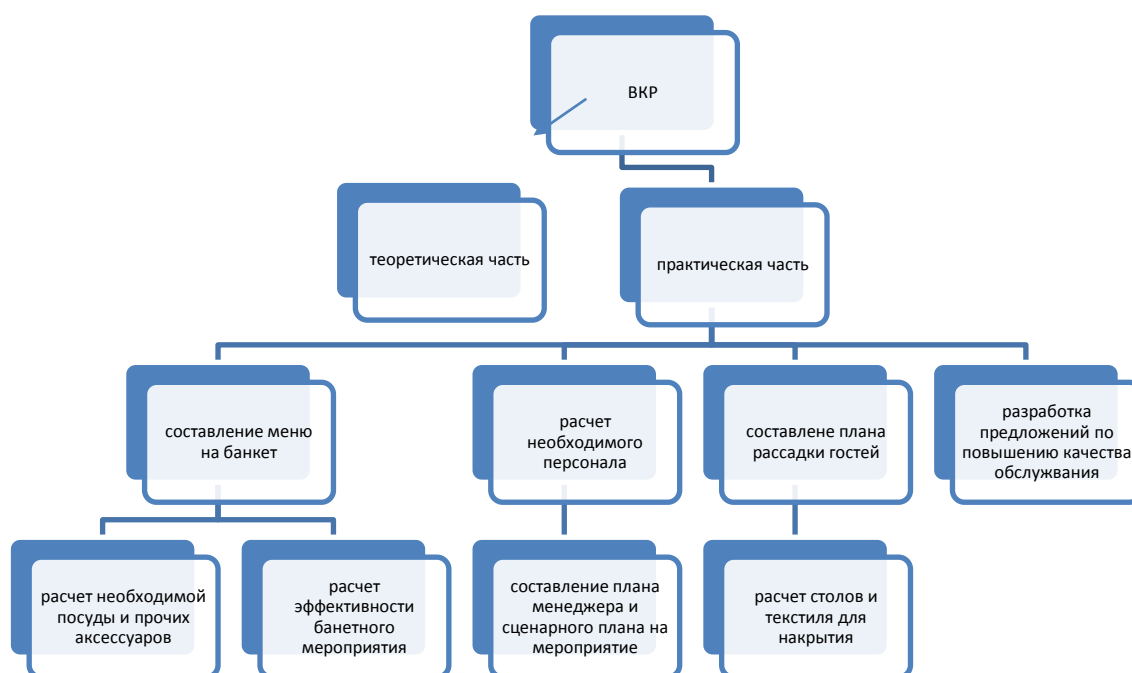 ВКР
теоретическая часть
практическая часть
составление меню
на банкет
расчет
необходимого
персонала
составлене плана
рассадки гостей
разработка
предложений по
повышению качества
обслужвания
расчет необходимой
посуды и прочих
аксессуаров
расчет
эффективности
банетного
мероприятия
составление плана
менеджера и
сценарного плана на
мероприятие
расчет столов и
текстиля для
накрытия